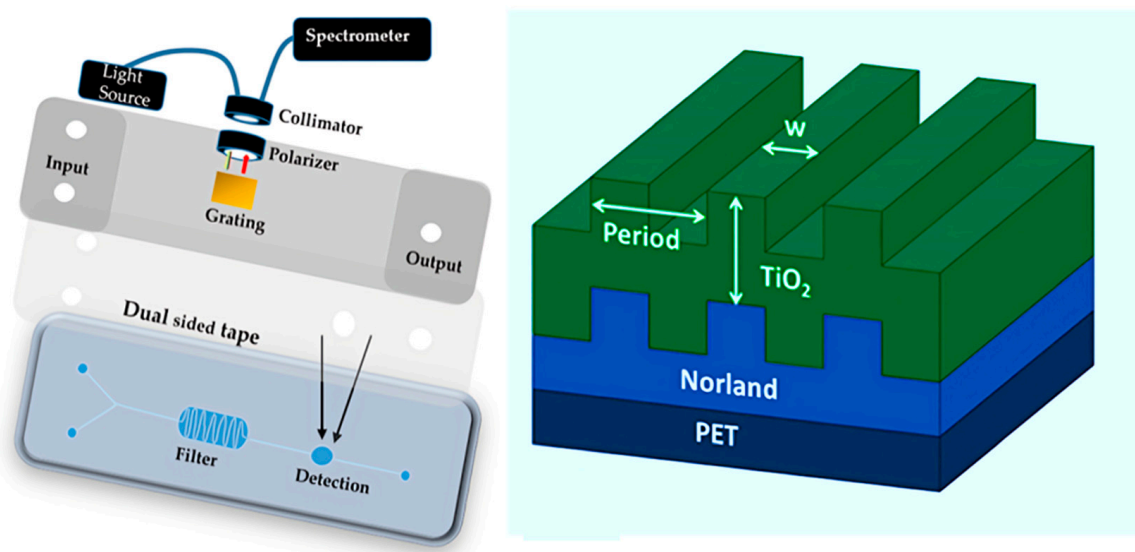 Spectrometer
Light
Source
Collimator
Polarizer
Input
Grating
Output
Dual sided tape
Filter
Detection
W
Period
TiO₂
Norland
PET